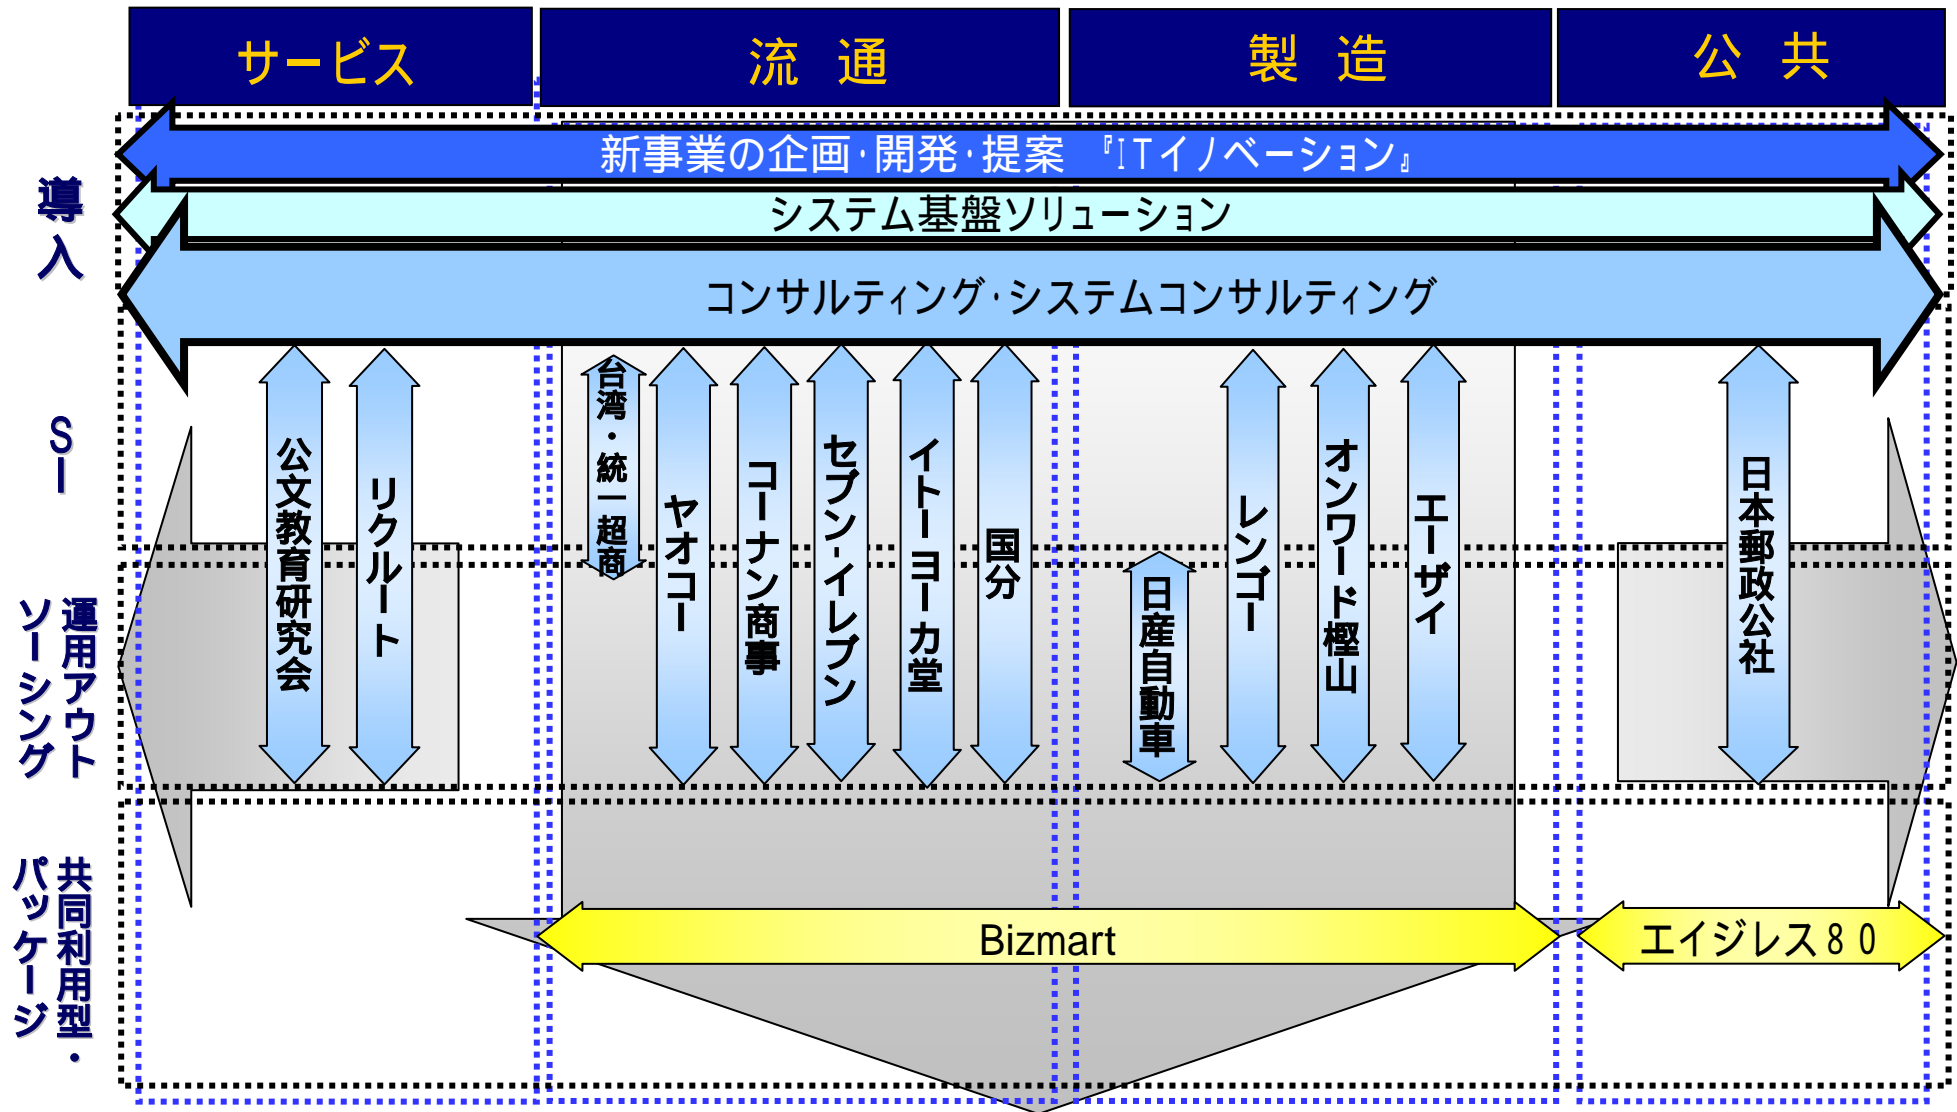 サービス
流 通
製 造
公 共
新事業の企画・開発・提案 『ITイノベーション』
システム基盤ソリューション
コンサルティング・システムコンサルティング
導入
SI
運用アウト
ソーシング
共同利用型・
パッケージ
公文教育研究会
リクルート
台湾・統一超商
ヤオコー
コーナン商事
セブン-イレブン
イトーヨーカ堂
国分
日産自動車
レンゴー
オンワード樫山
エーザイ
日本郵政公社
Bizmart
エイジレス80